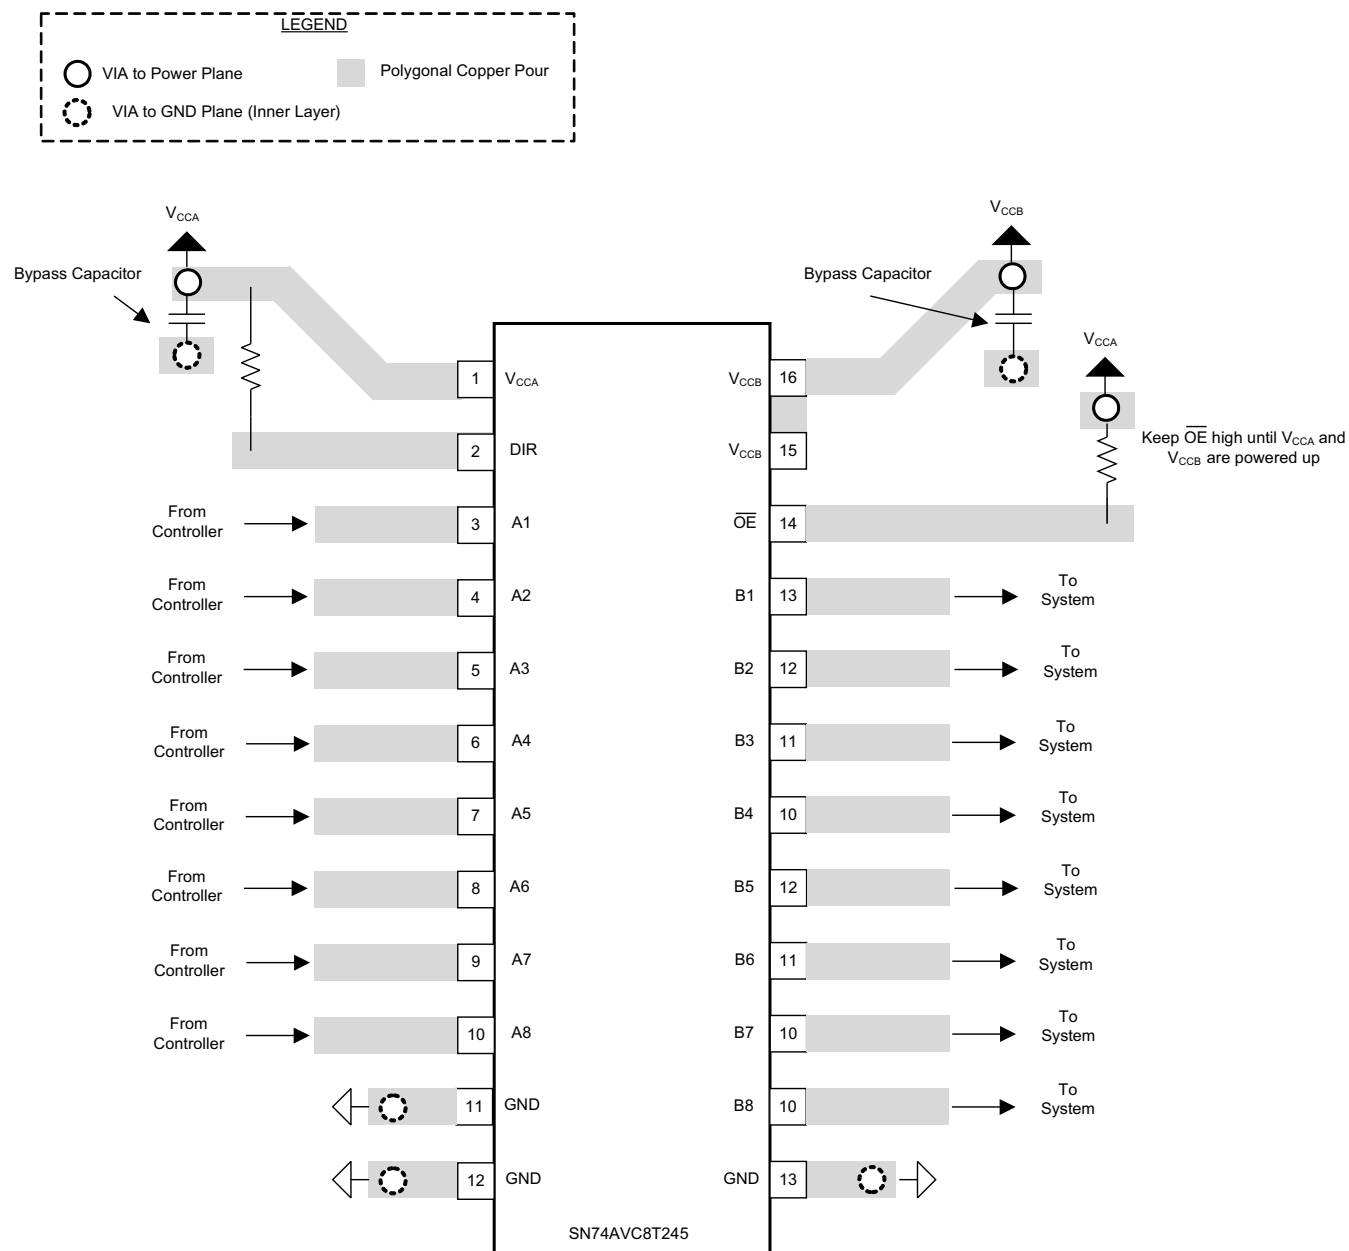 LEGEND
VIA to Power Plane
Polygonal Copper Pour
VIA to GND Plane (Inner Layer)
VCCA
VCCB
Bypass Capacitor
Bypass Capacitor
VCCA
1 VCCA
VCCB 16
Keep OE high until VCCA and
VCCB are powered up
2 DIR
VCCB 15
From
Controller
3 A1
OE 14
From
Controller
4 A2
B1 13
To
System
From
Controller
5 A3
B2 12
To
System
From
Controller
6 A4
B3 11
To
System
From
Controller
7 A5
B4 10
To
System
From
Controller
8 A6
B5 12
To
System
From
Controller
9 A7
B6 11
To
System
From
Controller
10 A8
B7 10
To
System
11 GND
B8 10
To
System
12 GND
GND 13
SN74AVC8T245